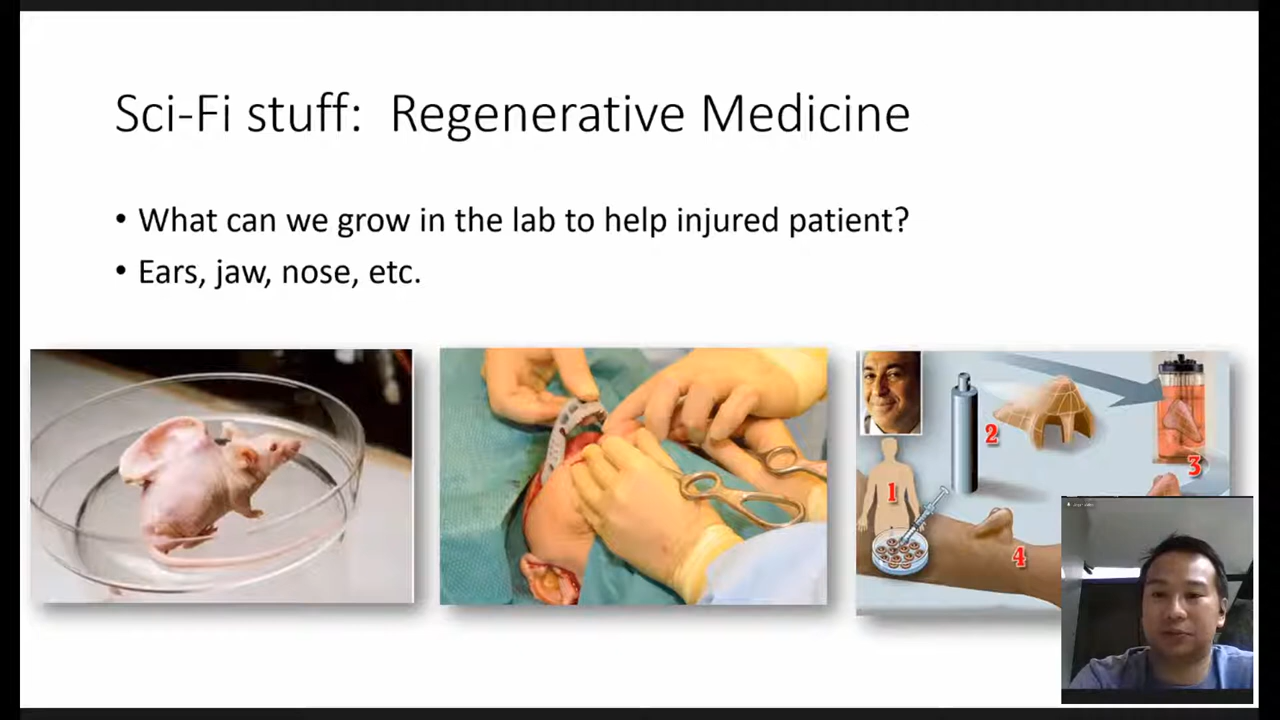 Sci-Fi stuff: Regenerative Medicine
• What can we grow in the lab to help injured patient?
• Ears, jaw, nose, etc.
2
3
1
4